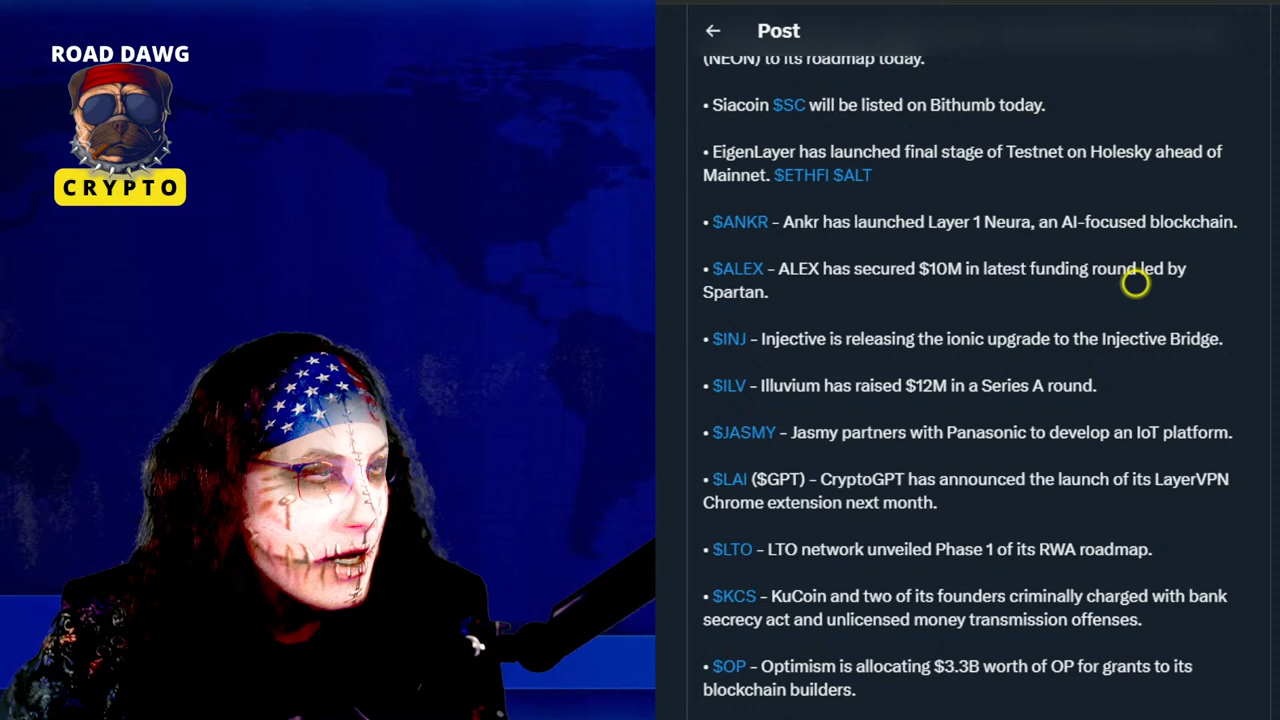 ROAD DAWG
CRYPTO
Post
(NEON) to its roadmap today.
• Siacoin $SC will be listed on Bithumb today.
• EigenLayer has launched final stage of Testnet on Holesky ahead of
Mainnet. $ETHFI $ALT
• $ANKR – Ankr has launched Layer 1 Neura, an AI-focused blockchain.
• $ALEX – ALEX has secured $10M in latest funding round led by
Spartan.
• $INJ – Injective is releasing the ionic upgrade to the Injective Bridge.
• $ILV – Illuvium has raised $12M in a Series A round.
• $JASMY – Jasmy partners with Panasonic to develop an IoT platform.
• $LAI ($GPT) – CryptoGPT has announced the launch of its LayerVPN
Chrome extension next month.
• $LTO – LTO network unveiled Phase 1 of its RWA roadmap.
• $KCS – KuCoin and two of its founders criminally charged with bank
secrecy act and unlicensed money transmission offenses.
• $OP – Optimism is allocating $3.3B worth of OP for grants to its
blockchain builders.